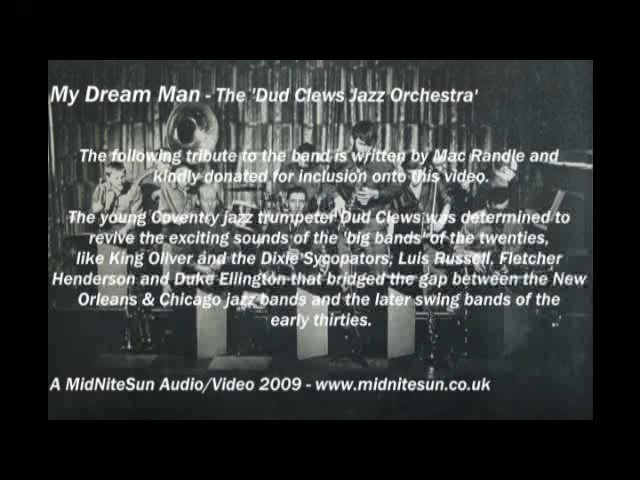 My Dream Man - The 'Dud Clews Jazz Orchestra'
The following tribute to the band is written by Mac Randle and
kindly donated for inclusion onto this video.
The young Coventry jazz trumpeter Dud Clews was determined to
revive the exciting sounds of the 'big bands' of the twenties,
like King Oliver and the Dixie Sycopators, Luis Russell. Fletcher
Henderson and Duke Ellington that bridged the gap between the New
Orleans & Chicago jazz bands and the later swing bands of the
early thirties.
A MidNiteSun Audio/Video 2009 - www.midnitesun.co.uk